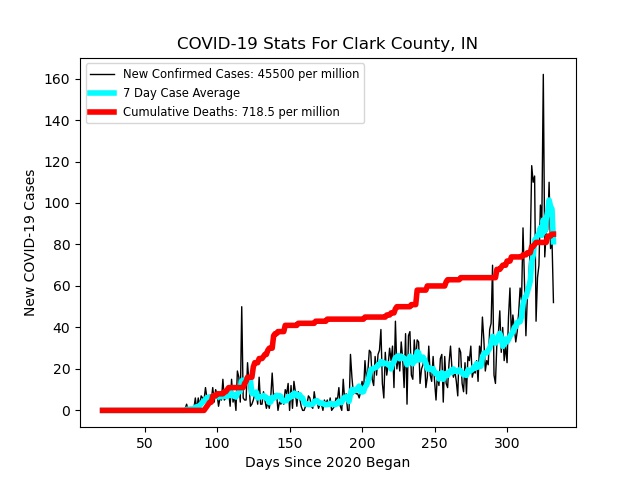 COVID-19 Stats For Clark County, IN
New Confirmed Cases: 45500 per million
7 Day Case Average
Cumulative Deaths: 718.5 per million
New COVID-19 Cases
160
140
120
100
80
60
40
20
0
50
100
150
200
250
300
Days Since 2020 Began